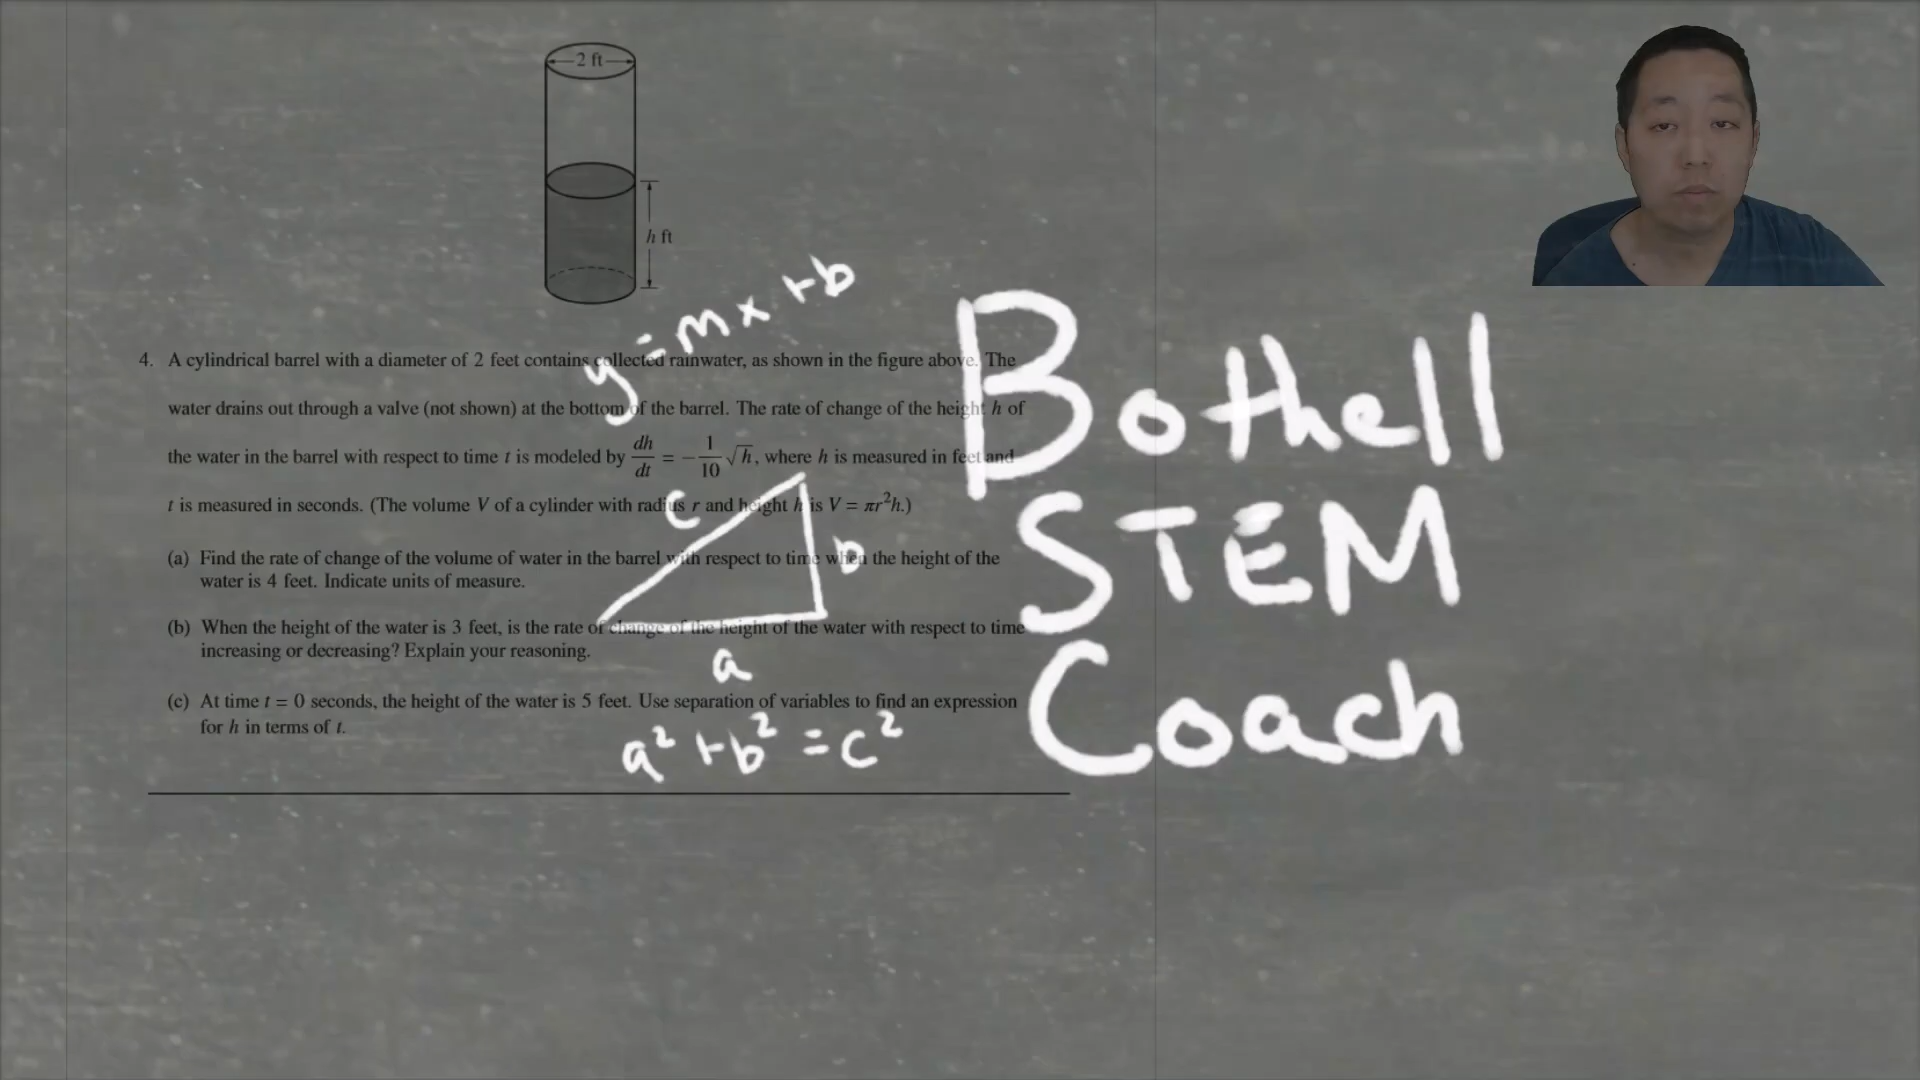 2 ft
h ft
y = mx + b
4. A cylindrical barrel with a diameter of 2 feet contains collected rainwater, as shown in the figure above. The
water drains out through a valve (not shown) at the bottom of the barrel. The rate of change of the height h of
the water in the barrel with respect to time t is modeled by dh/dt = -1/10 √h, where h is measured in feet and
t is measured in seconds. (The volume V of a cylinder with radius r and height h is V = πr²h.)
(a) Find the rate of change of the volume of water in the barrel with respect to time when the height of the
water is 4 feet. Indicate units of measure.
(b) When the height of the water is 3 feet, is the rate of change of the height of the water with respect to time
increasing or decreasing? Explain your reasoning.
(c) At time t = 0 seconds, the height of the water is 5 feet. Use separation of variables to find an expression
for h in terms of t.
c
b
a
a² + b² = c²
Bothell
STEM
Coach